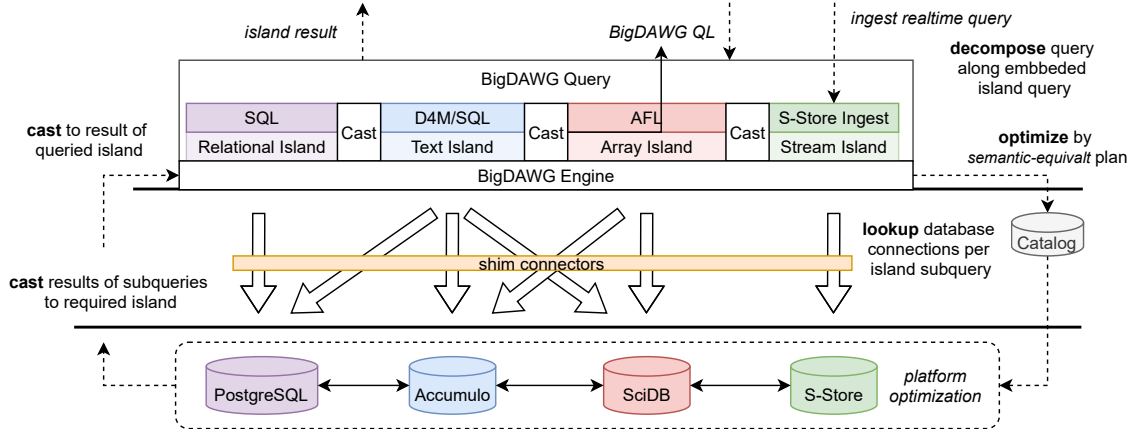 island result
BigDAWG QL
ingest realtime query
decompose query
along embbeded
island query
BigDAWG Query
SQL
Cast
D4M/SQL
Cast
AFL
Cast
S-Store Ingest
Relational Island
Text Island
Array Island
Stream Island
BigDAWG Engine
cast to result of
queried island
optimize by
semantic-equivalt plan
Catalog
lookup database
connections per
island subquery
shim connectors
cast results of subqueries
to required island
PostgreSQL
Accumulo
SciDB
S-Store
platform
optimization